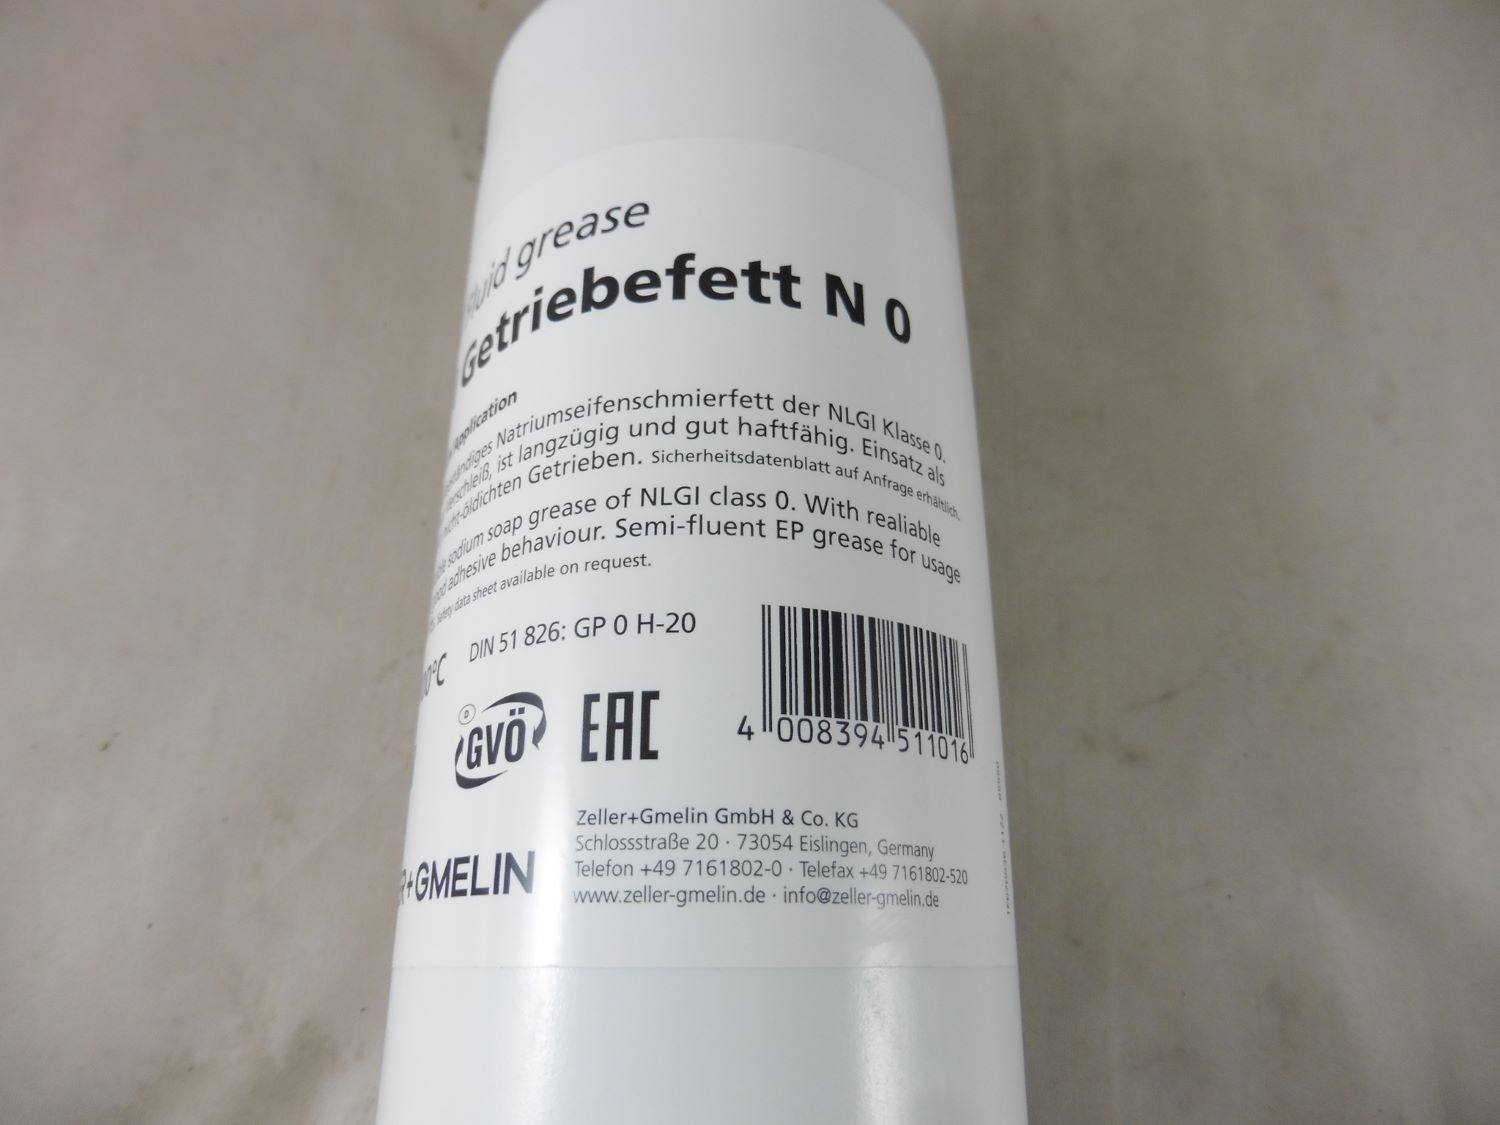 Fluid grease
Getriebefett N 0
Application
Natriumseifenschmierfett der NLGI Klasse 0.
ist langzügig und gut haftfähig. Einsatz als
nicht-öldichten Getrieben. Sicherheitsdatenblatt auf Anfrage erhältlich.
sodium soap grease of NLGI class 0. With realiable
adhesive behaviour. Semi-fluent EP grease for usage
Safety data sheet available on request.
DIN 51 826: GP 0 H-20
°C
D
GVÖ
EAC
4 008394 511016
Zeller+Gmelin GmbH & Co. KG
Schlossstraße 20 · 73054 Eislingen, Germany
Telefon +49 7161802-0 · Telefax +49 7161802-520
www.zeller-gmelin.de · info@zeller-gmelin.de
R+GMELIN